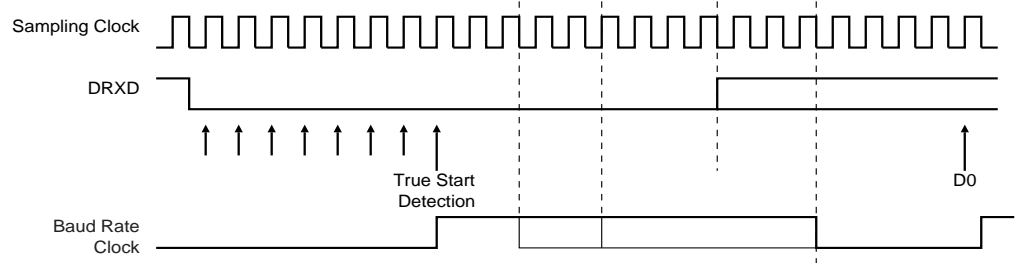 Sampling Clock
DRXD
True Start
Detection
D0
Baud Rate
Clock